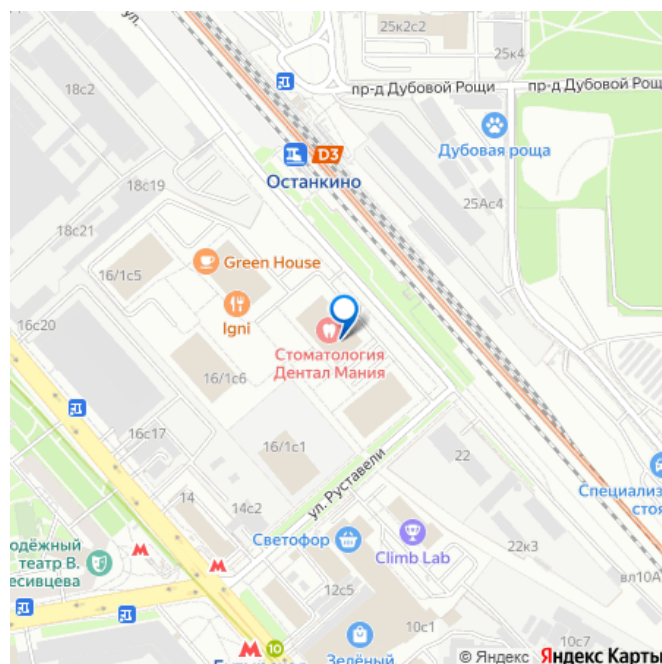 25к2с2
25к4
ул.
18с2
пр-д Дубовой Рощи
пр-д Дубовой Рощи
Дубовая роща
D3
Останкино
18с19
25Ас4
18с21
Green House
16/1с5
Igni
16с20
Стоматология
Дентал Мания
16/1с6
16с17
16/1с1
ул. Руставели
22
14
14с2
Специализ
стоя
Светофор
Climb Lab
22к3
одёжный
театр В.
есивцева
вл10А
12с5
10с1
10
10с7
Зелёный
© Яндекс Яндекс Карты